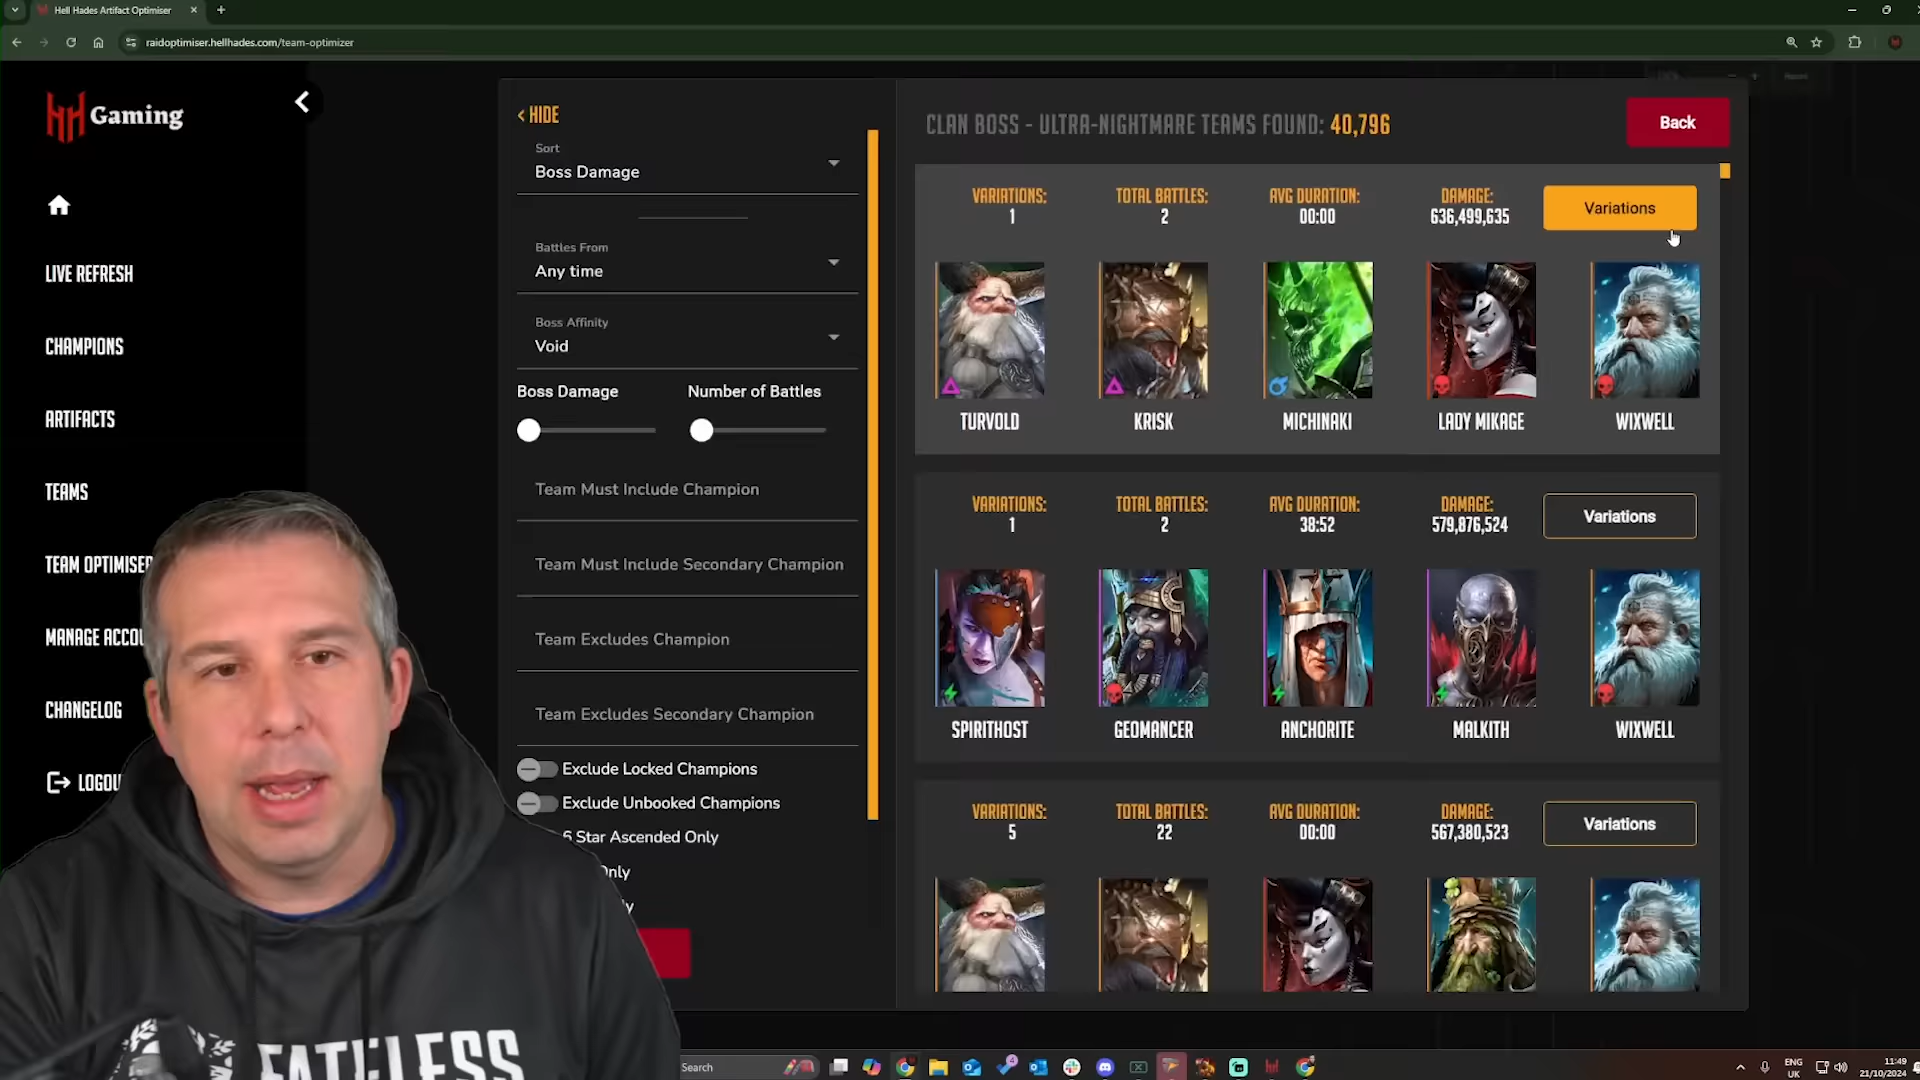 Hell Hades Artifact Optimiser
raidoptimiser.hellhades.com/team-optimizer
Gaming
LIVE REFRESH
CHAMPIONS
ARTIFACTS
TEAMS
TEAM OPTIMISER
MANAGE ACCOU
CHANGELOG
LOGOU
< HIDE
Sort
Boss Damage
Battles From
Any time
Boss Affinity
Void
Boss Damage Number of Battles
Team Must Include Champion
Team Must Include Secondary Champion
Team Excludes Champion
Team Excludes Secondary Champion
Exclude Locked Champions
Exclude Unbooked Champions
6 Star Ascended Only
Only
y
CLAN BOSS - ULTRA-NIGHTMARE TEAMS FOUND: 40,796
Back
VARIATIONS: TOTAL BATTLES: AVG DURATION: DAMAGE:
1 2 00:00 636,499,635
Variations
TURVOLD KRISK MICHINAKI LADY MIKAGE WIXWELL
VARIATIONS: TOTAL BATTLES: AVG DURATION: DAMAGE:
1 2 38:52 579,876,524
Variations
SPIRITHOST GEOMANCER ANCHORITE MALKITH WIXWELL
VARIATIONS: TOTAL BATTLES: AVG DURATION: DAMAGE:
5 22 00:00 567,380,523
Variations
FATELESS
Search
4
ENG
UK
11:49
21/10/2024